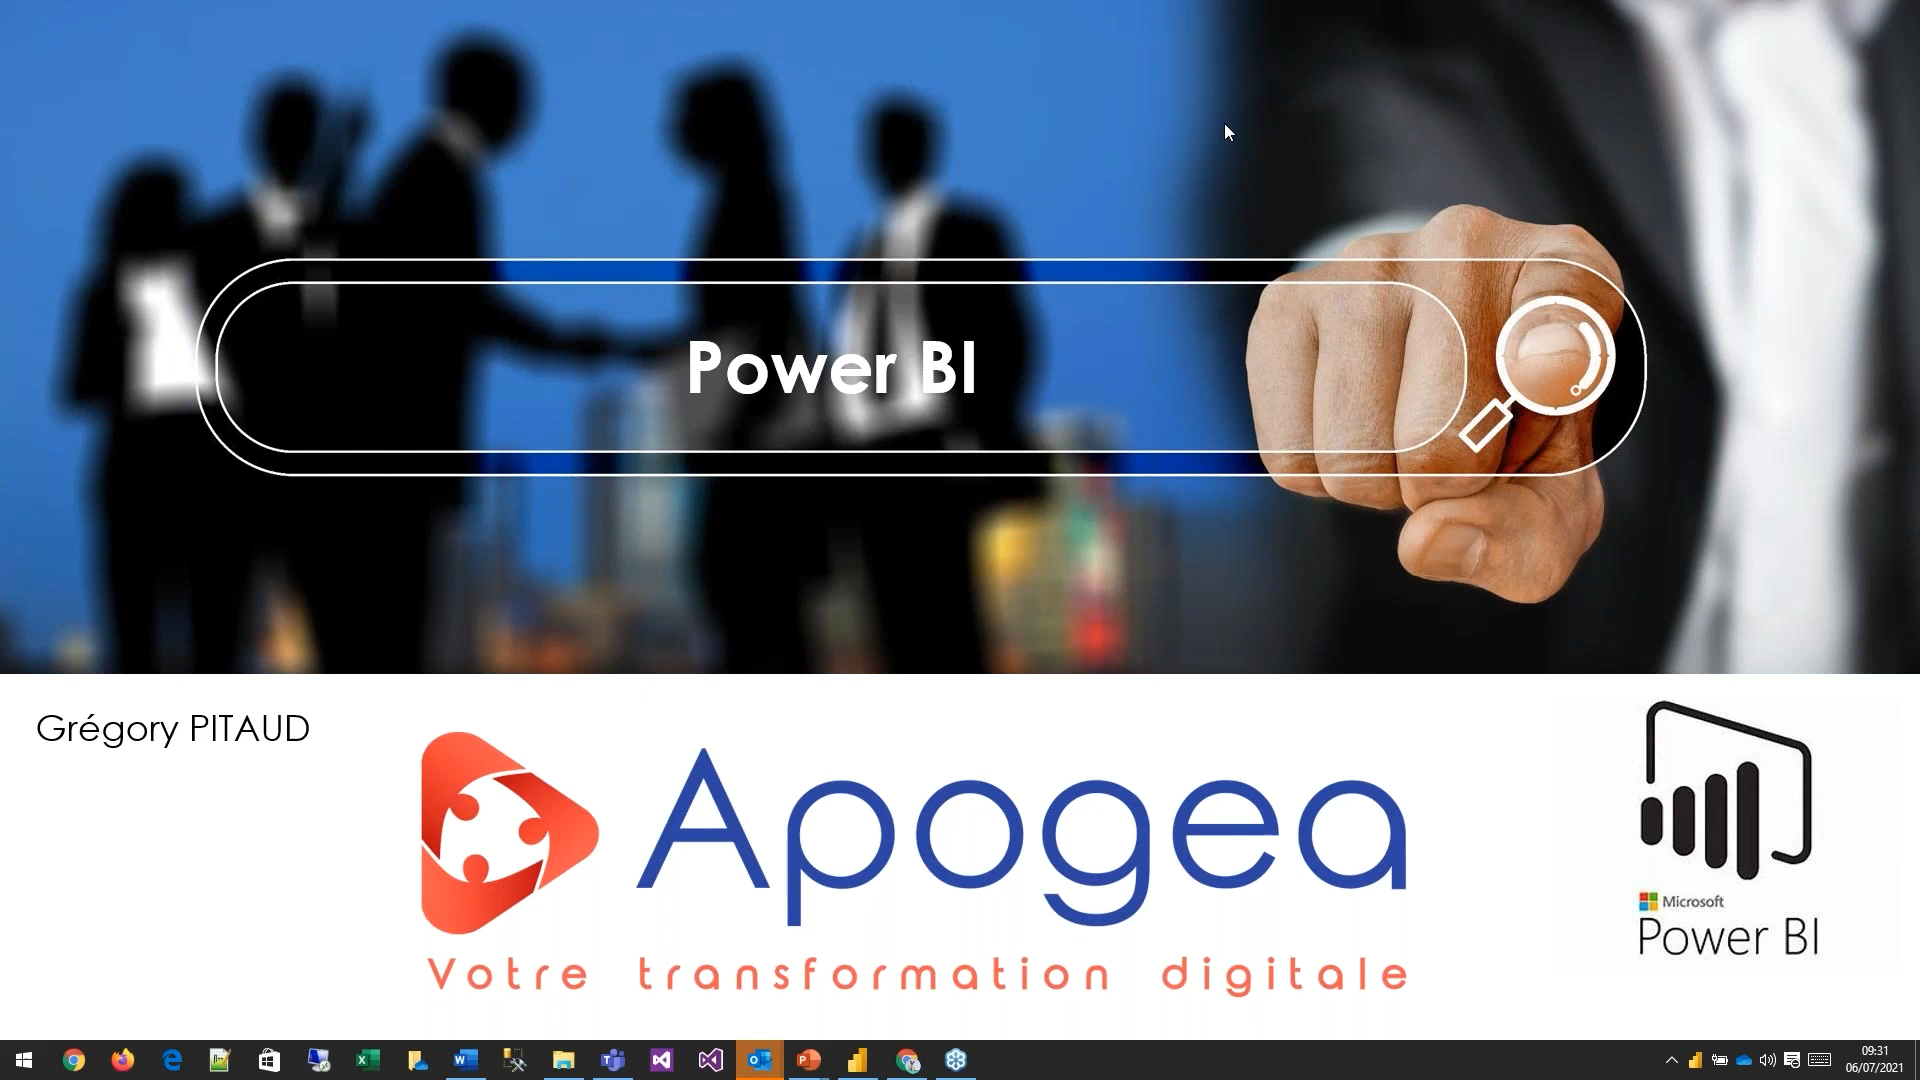 Power BI
Grégory PITAUD
Apogea
Votre transformation digitale
Microsoft
Power BI
09:31
06/07/2021